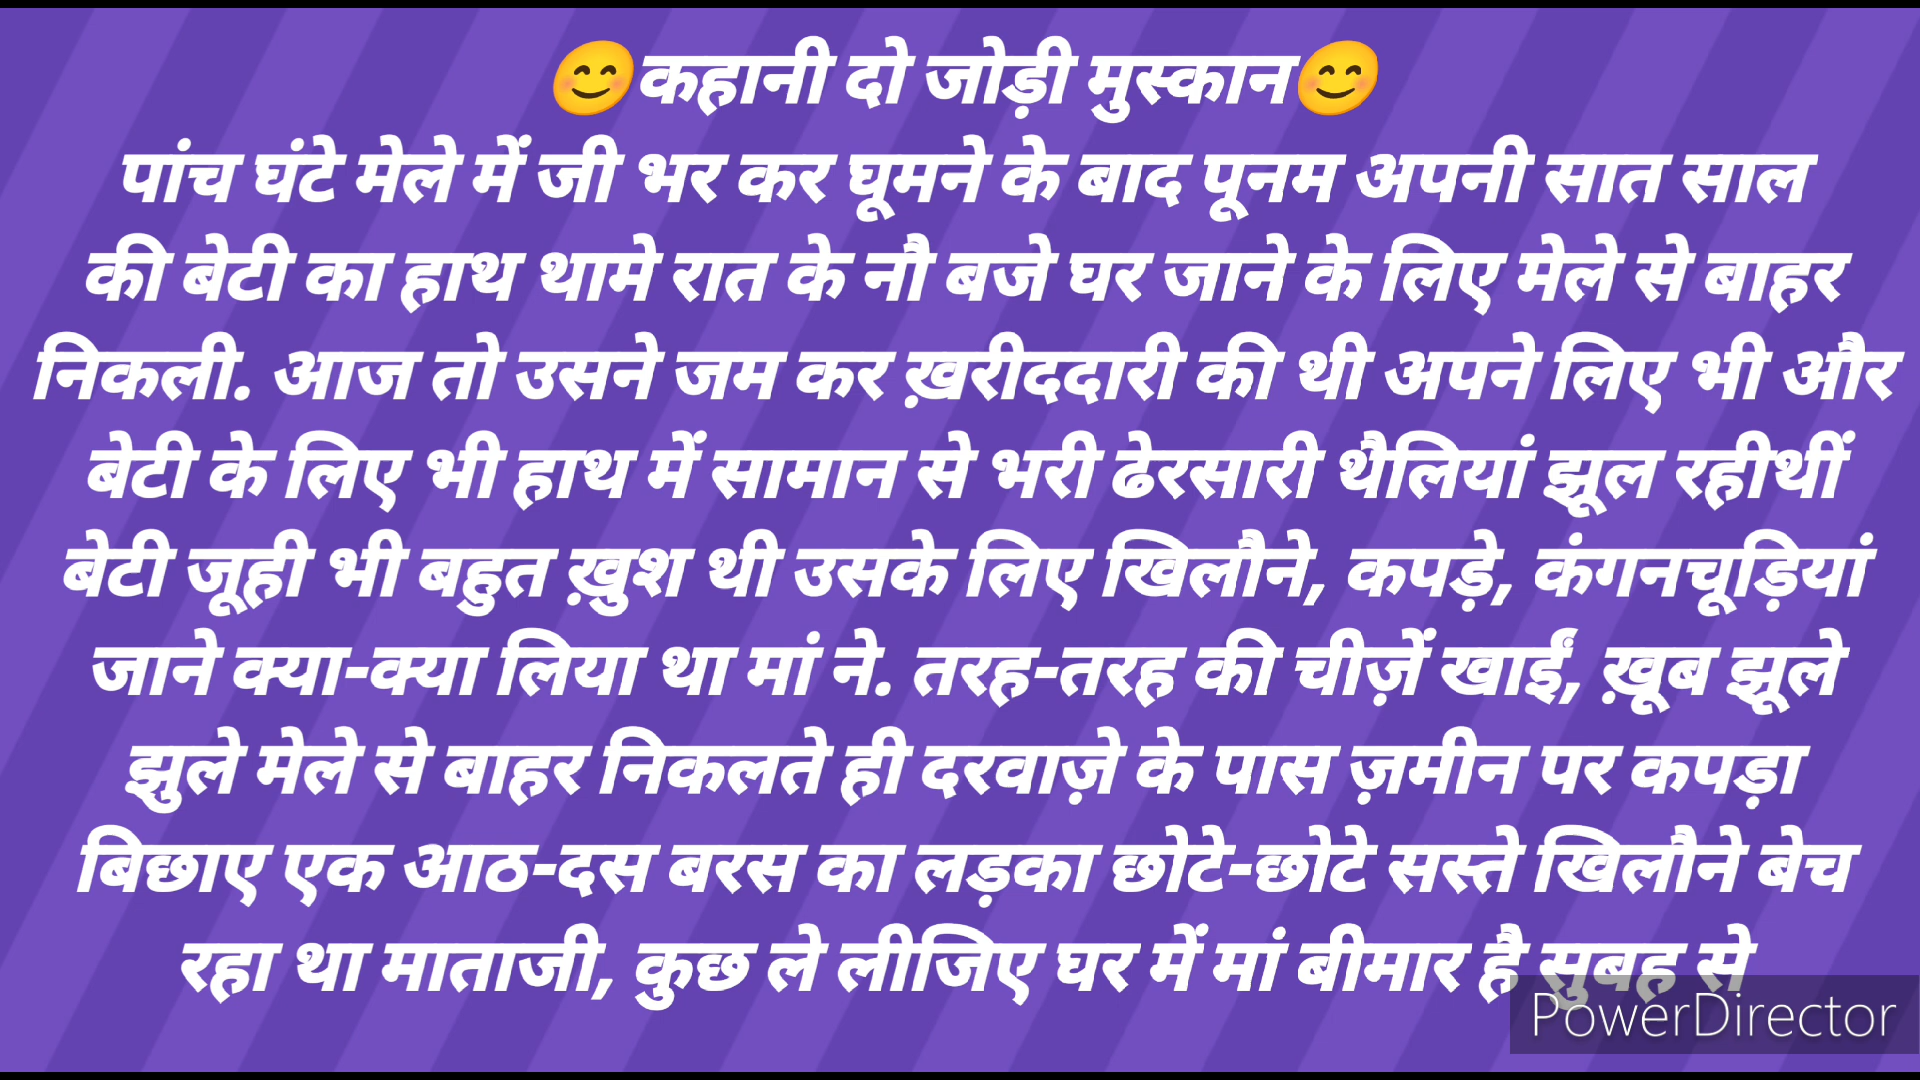 😊कहानी दो जोड़ी मुस्कान😊
पांच घंटे मेले में जी भर कर घूमने के बाद पूनम अपनी सात साल
की बेटी का हाथ थामे रात के नौ बजे घर जाने के लिए मेले से बाहर
निकली. आज तो उसने जम कर ख़रीददारी की थी अपने लिए भी और
बेटी के लिए भी हाथ में सामान से भरी ढेरसारी थैलियां झूल रहीथीं
बेटी जूही भी बहुत ख़ुश थी उसके लिए खिलौने, कपड़े, कंगनचूड़ियां
जाने क्या-क्या लिया था मां ने. तरह-तरह की चीज़ें खाईं, ख़ूब झूले
झुले मेले से बाहर निकलते ही दरवाज़े के पास ज़मीन पर कपड़ा
बिछाए एक आठ-दस बरस का लड़का छोटे-छोटे सस्ते खिलौने बेच
रहा था माताजी, कुछ ले लीजिए घर में मां बीमार है सुबह से
PowerDirector